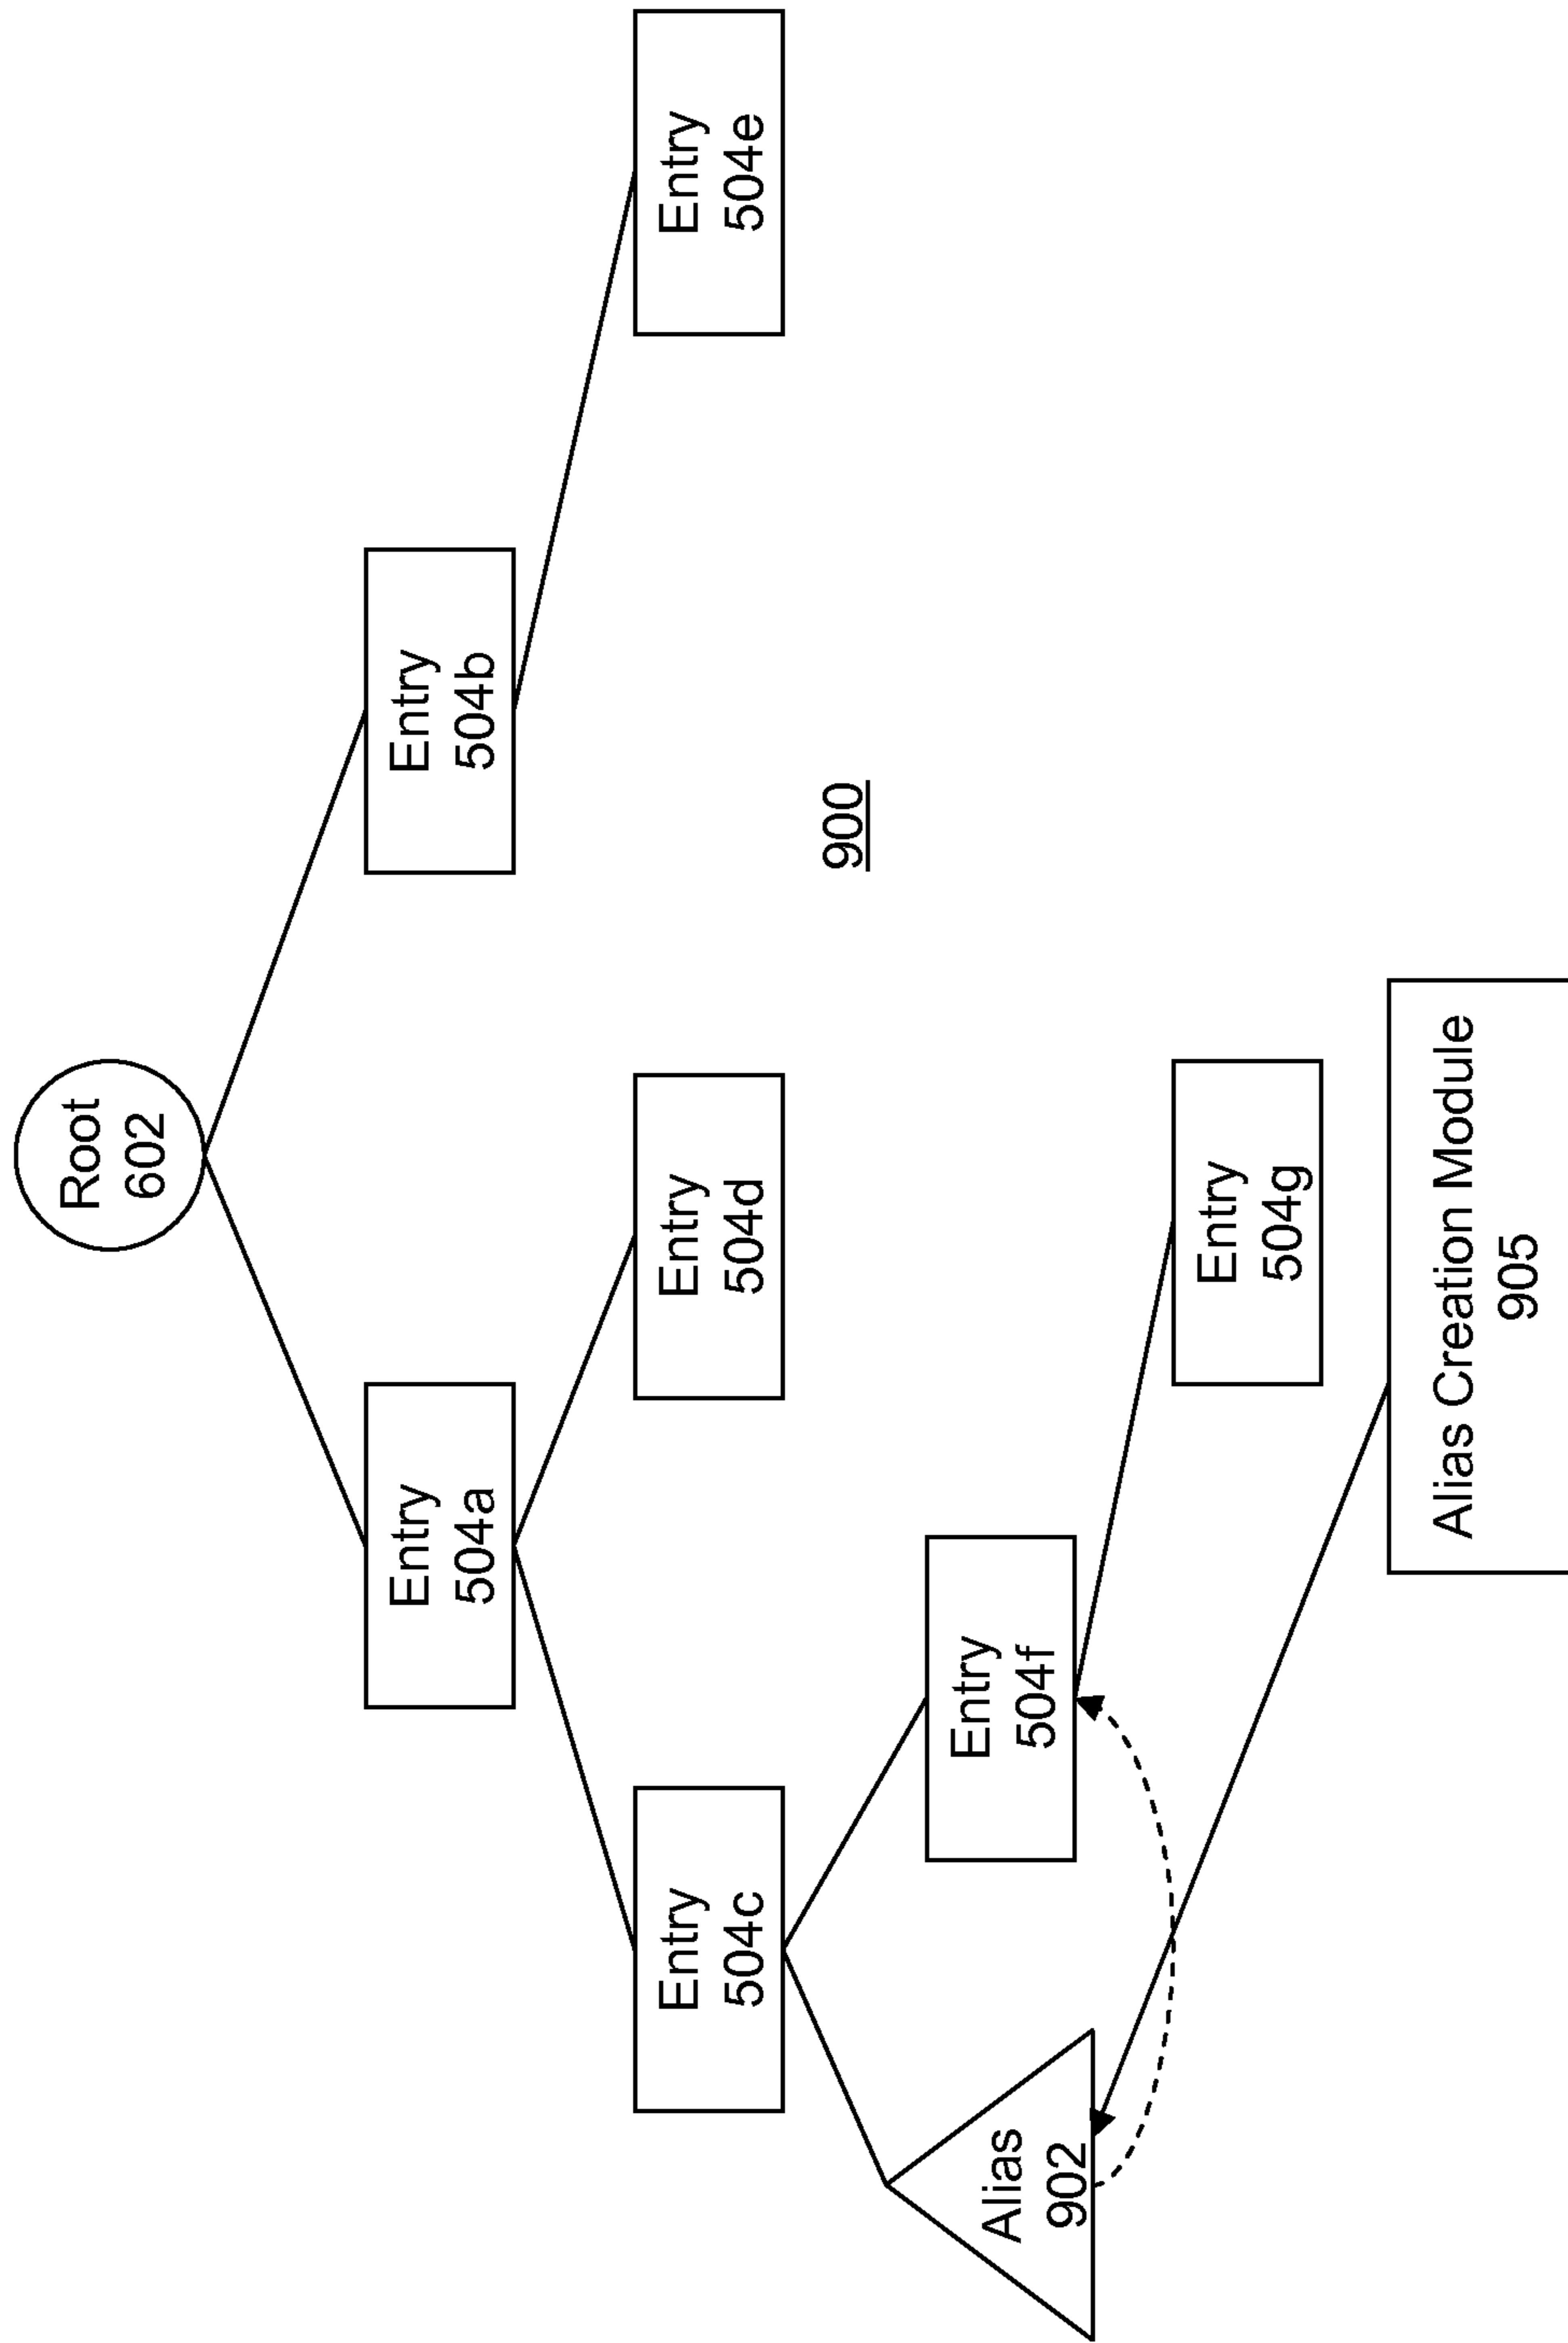 Root
602
Entry
504a
Entry
504b
Entry
504c
Entry
504d
Entry
504e
900
Alias
902
Entry
504f
Entry
504g
Alias Creation Module
905